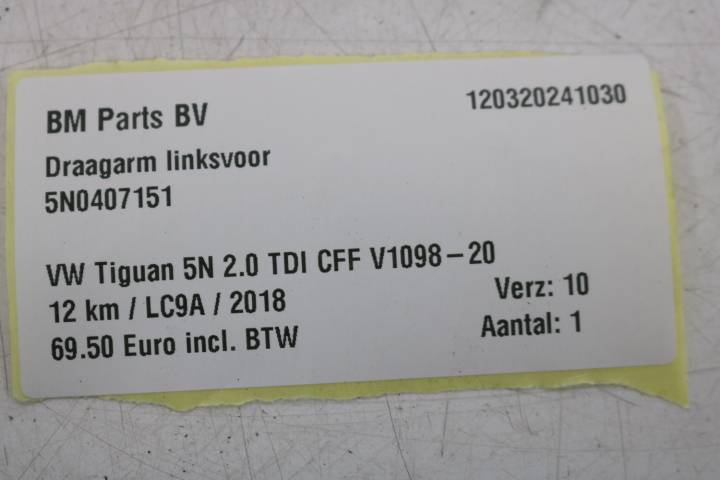 BM Parts BV
120320241030
Draagarm linksvoor
5N0407151
VW Tiguan 5N 2.0 TDI CFF V1098-20
12 km / LC9A / 2018
Verz: 10
69.50 Euro incl. BTW
Aantal: 1